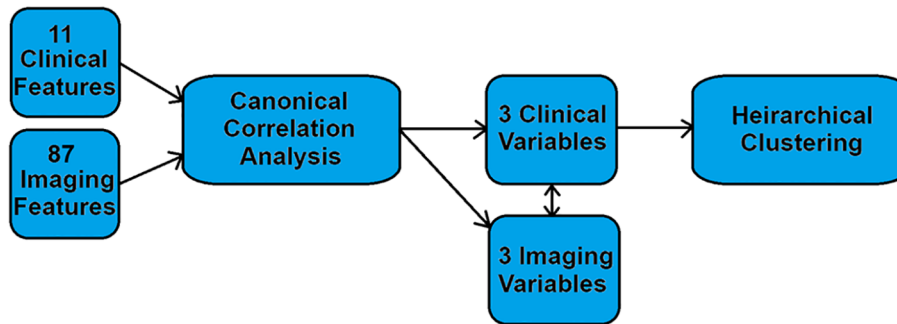 11
Clinical
Features
87
Imaging
Features
Canonical
Correlation
Analysis
3 Clinical
Variables
3 Imaging
Variables
Heirarchical
Clustering